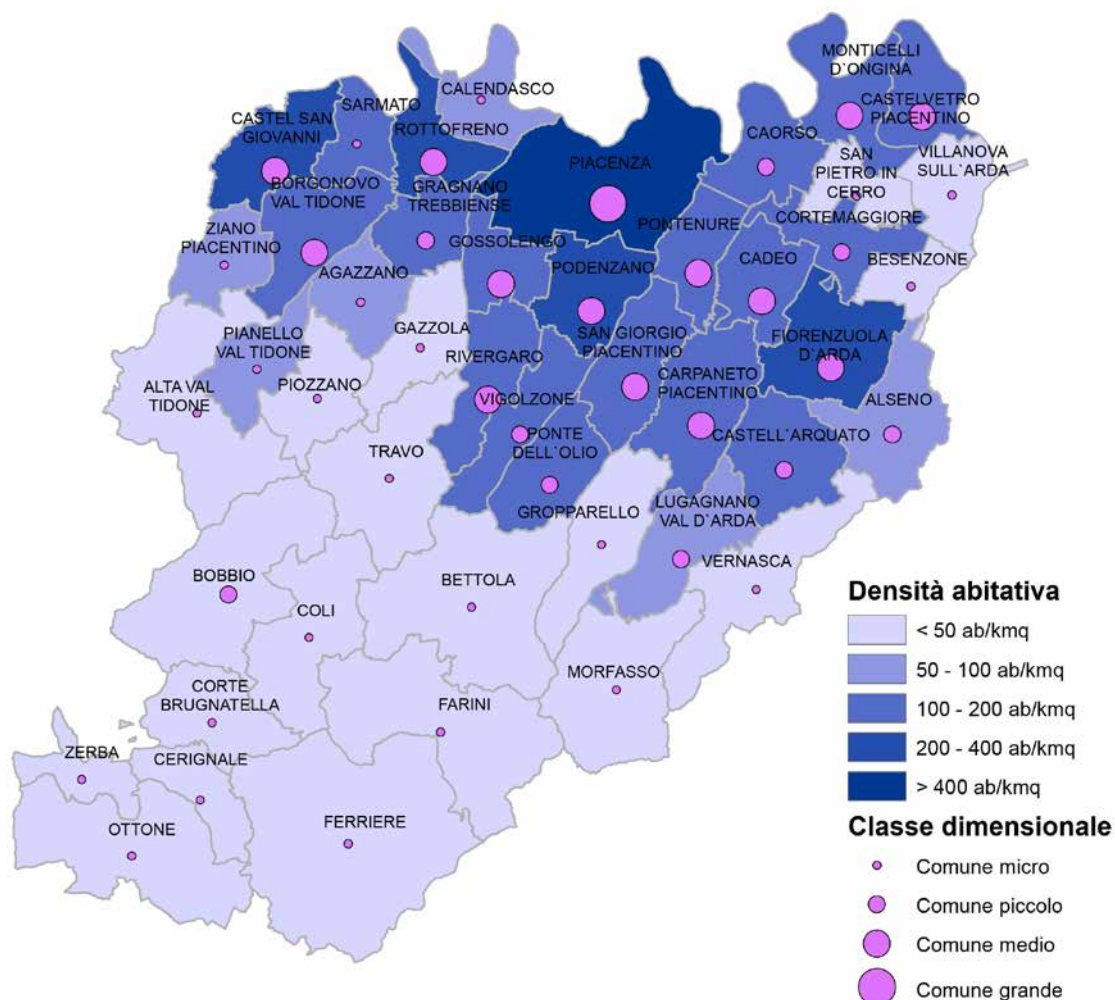 MONTICELLI
D`ONGINA
CALENDASCO
SARMATO
CASTEL SAN
GIOVANNI
ROTTOFRENO
CASTELVETRO
PIACENTINO
CAORSO
PIACENZA
SAN
PIETRO IN
CERRO
VILLANOVA
SULL`ARDA
BORGONOVO
VAL TIDONE
GRAGNANO
TREBBIENSE
ZIANO
PIACENTINO
GOSSOLENGO
PONTENURE
CORTEMAGGIORE
AGAZZANO
PODENZANO
CADEO
BESENZONE
PIANELLO
VAL TIDONE
GAZZOLA
RIVERGARO
SAN GIORGIO
PIACENTINO
FIORENZUOLA
D'ARDA
ALTA VAL
TIDONE
PIOZZANO
VIGOLZONE
CARPANETO
PIACENTINO
ALSENO
TRAVO
PONTE
DELL`OLIO
CASTELL`ARQUATO
GROPPARELLO
LUGAGNANO
VAL D`ARDA
VERNASCA
BOBBIO
COLI
BETTOLA
MORFASSO
CORTE
BRUGNATELLA
FARINI
ZERBA
CERIGNALE
OTTONE
FERRIERE
Densità abitativa
< 50 ab/kmq
50 - 100 ab/kmq
100 - 200 ab/kmq
200 - 400 ab/kmq
> 400 ab/kmq
Classe dimensionale
Comune micro
Comune piccolo
Comune medio
Comune grande